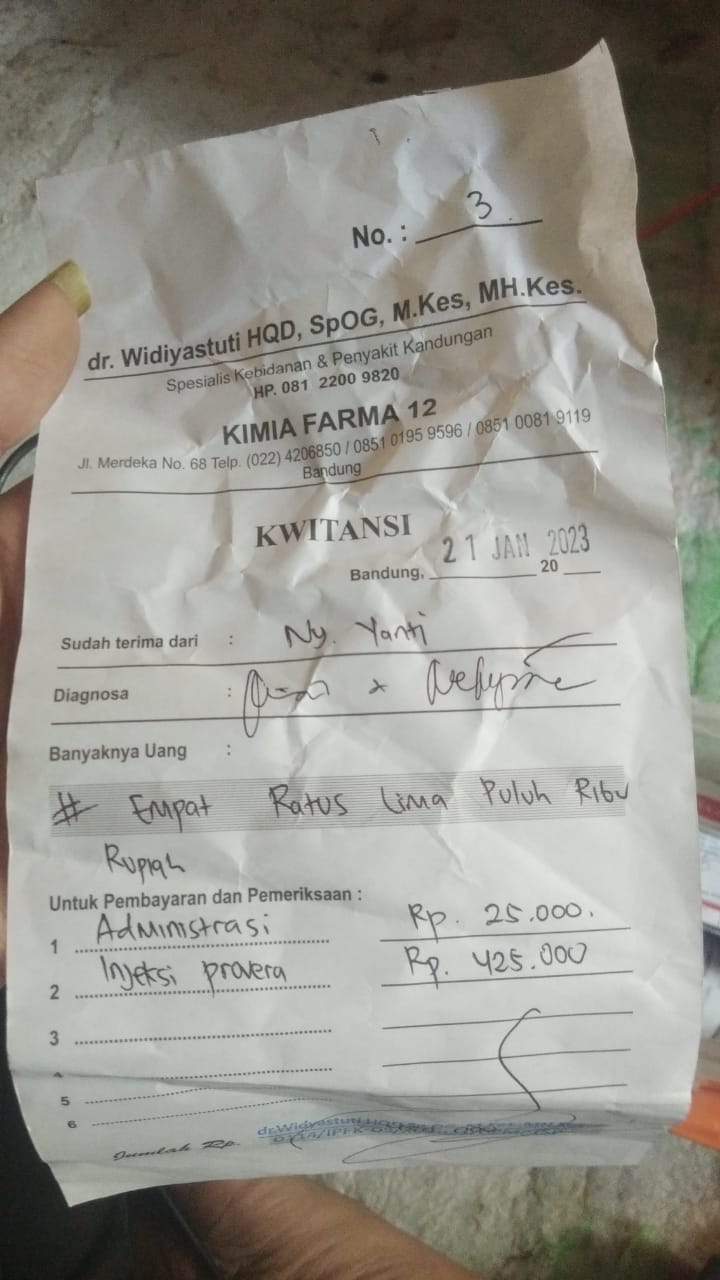 No. : 3
dr. Widiyastuti HQD, SpOG, M.Kes, MH.Kes.
Spesialis Kebidanan & Penyakit Kandungan
HP. 081 2200 9820
KIMIA FARMA 12
Jl. Merdeka No. 68 Telp. (022) 4206850 / 0851 0195 9596 / 0851 0081 9119
Bandung
KWITANSI
Bandung, 21 JAN 2023 20
Sudah terima dari : Ny. Yanti
Diagnosa :
Banyaknya Uang :
# Empat Ratus Lima Puluh Ribu
Rupiah
Untuk Pembayaran dan Pemeriksaan :
1 Administrasi Rp. 25.000.
2 Injeksi provera Rp. 425.000
3
5
6
Jumlah Rp. dr.Widyastuti